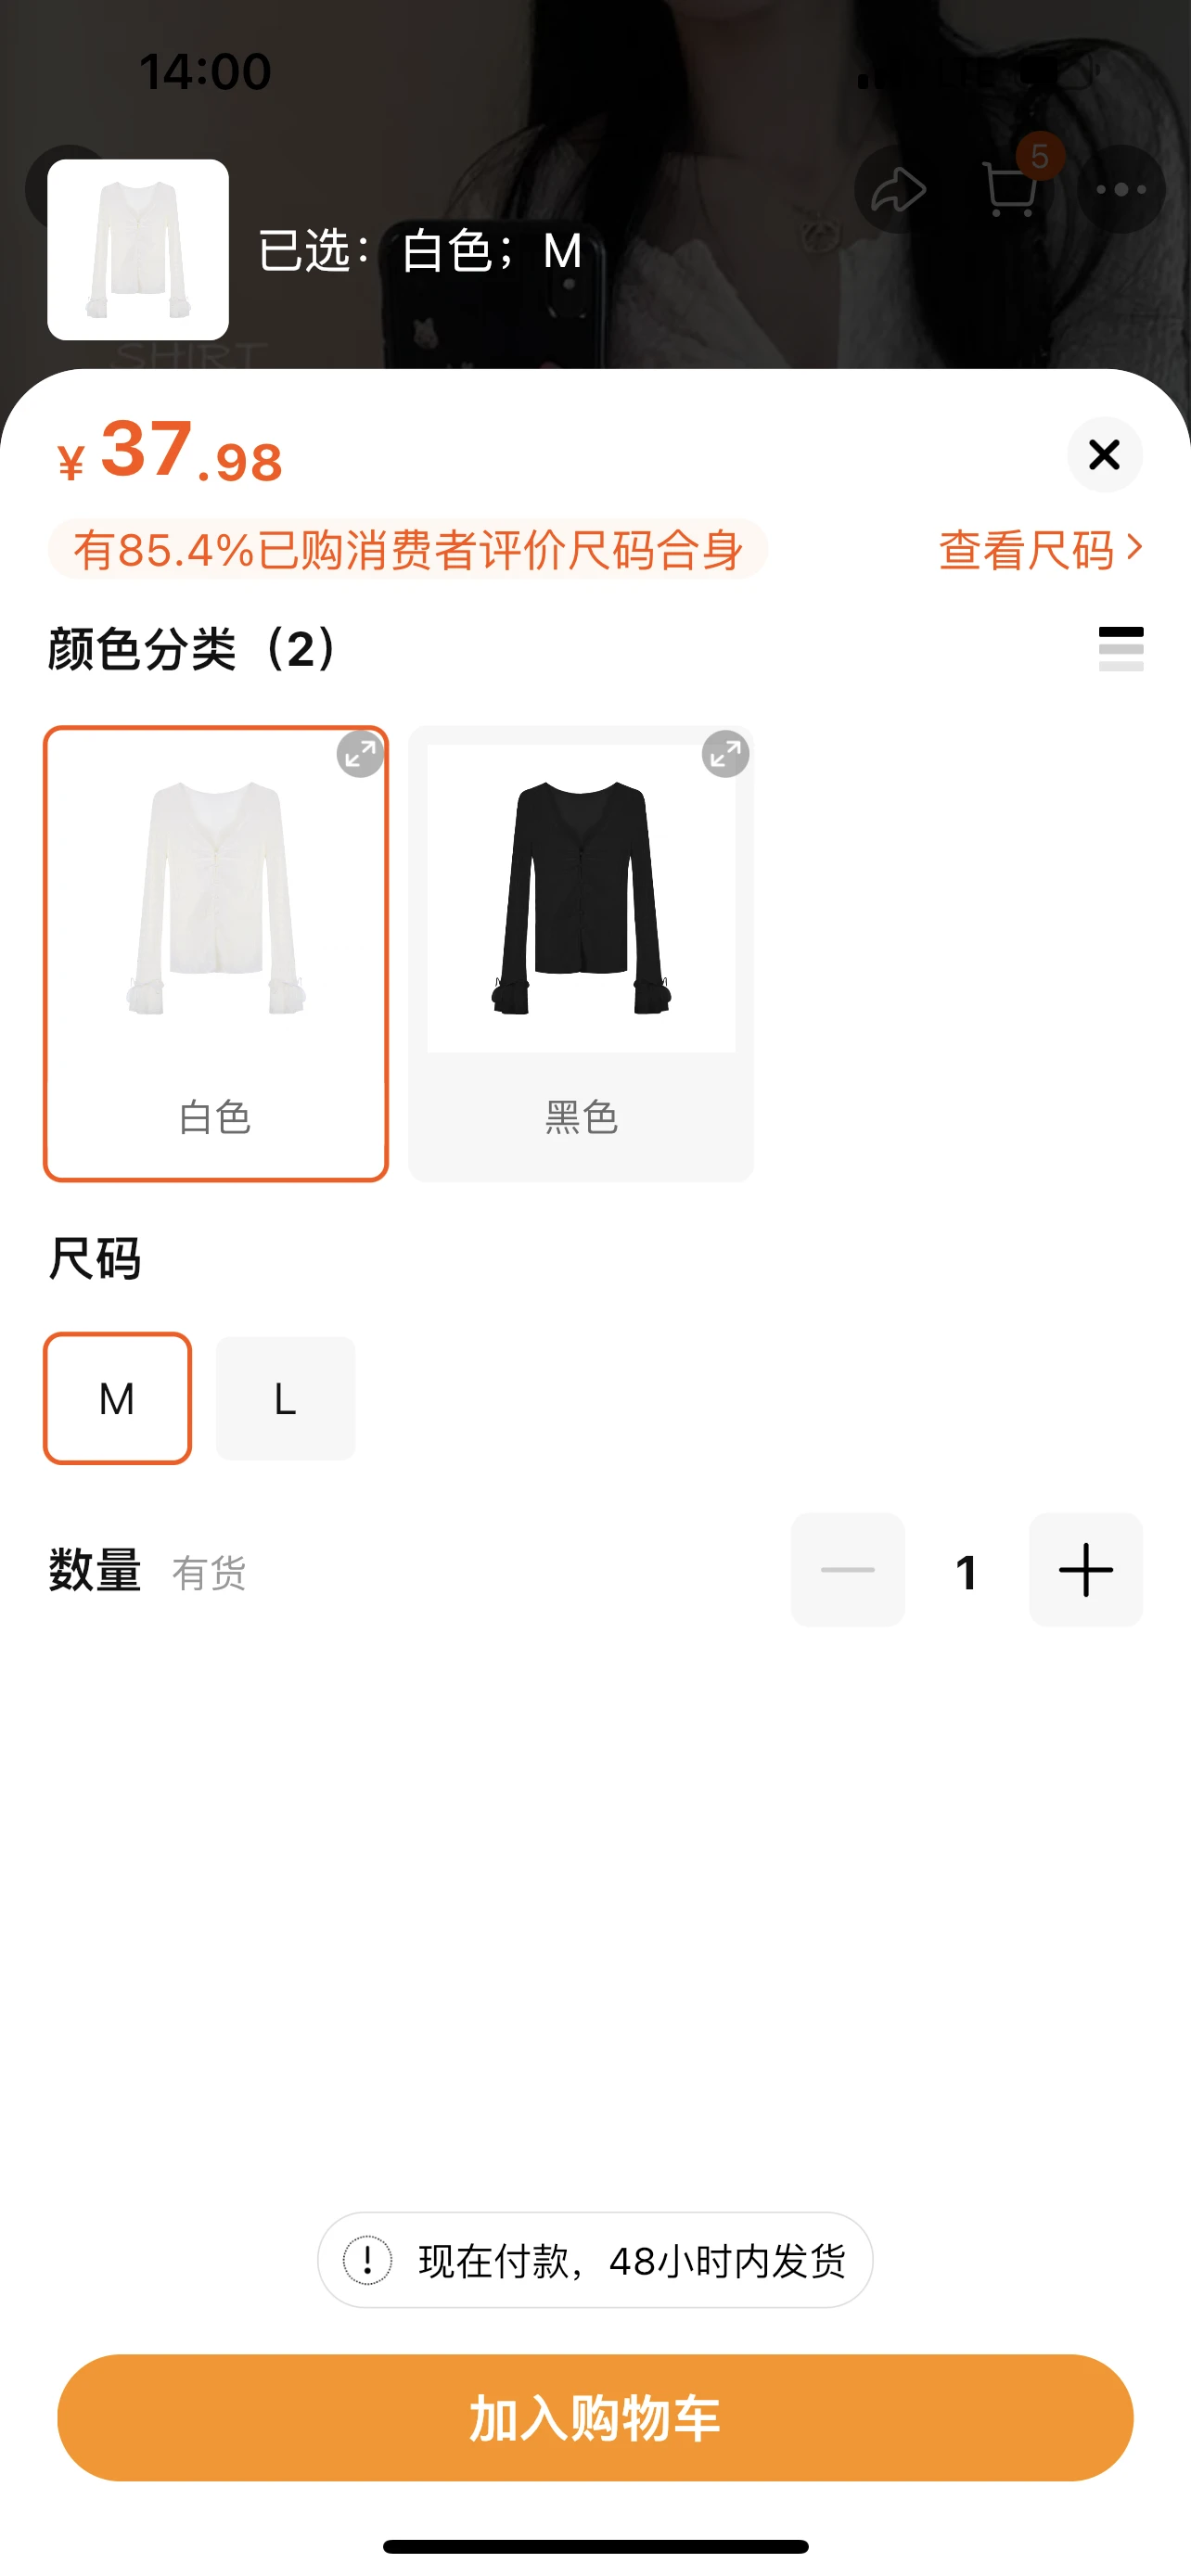 14:00
5
已选：白色；M
SHIRT
¥37.98
有85.4%已购消费者评价尺码合身
查看尺码
颜色分类（2）
白色
黑色
尺码
M
L
数量 有货
1
现在付款，48小时内发货
加入购物车